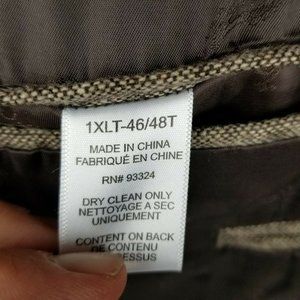 1XLT-46/48T
MADE IN CHINA
FABRIQUÉ EN CHINE
RN# 93324
DRY CLEAN ONLY
NETTOYAGE A SEC
UNIQUEMENT
CONTENT ON BACK
DE CONTENU